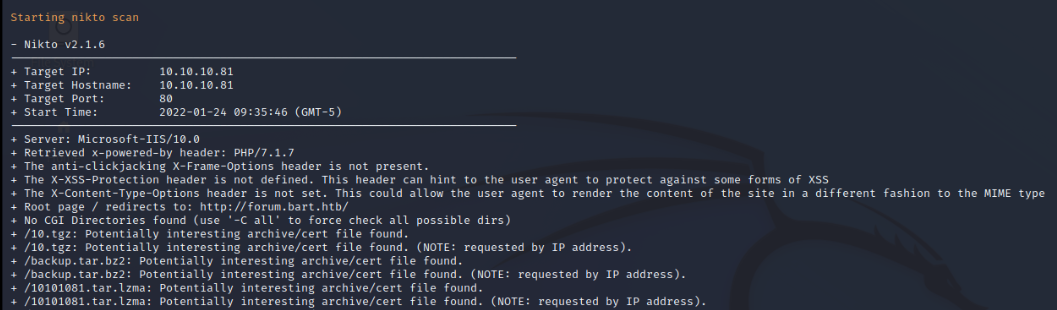 Starting nikto scan
- Nikto v2.1.6
+ Target IP: 10.10.10.81
+ Target Hostname: 10.10.10.81
+ Target Port: 80
+ Start Time: 2022-01-24 09:35:46 (GMT-5)
+ Server: Microsoft-IIS/10.0
+ Retrieved x-powered-by header: PHP/7.1.7
+ The anti-clickjacking X-Frame-Options header is not present.
+ The X-XSS-Protection header is not defined. This header can hint to the user agent to protect against some forms of XSS
+ The X-Content-Type-Options header is not set. This could allow the user agent to render the content of the site in a different fashion to the MIME type
+ Root page / redirects to: http://forum.bart.htb/
+ No CGI Directories found (use '-C all' to force check all possible dirs)
+ /10.tgz: Potentially interesting archive/cert file found.
+ /10.tgz: Potentially interesting archive/cert file found. (NOTE: requested by IP address).
+ /backup.tar.bz2: Potentially interesting archive/cert file found.
+ /backup.tar.bz2: Potentially interesting archive/cert file found. (NOTE: requested by IP address).
+ /10101081.tar.lzma: Potentially interesting archive/cert file found.
+ /10101081.tar.lzma: Potentially interesting archive/cert file found. (NOTE: requested by IP address).